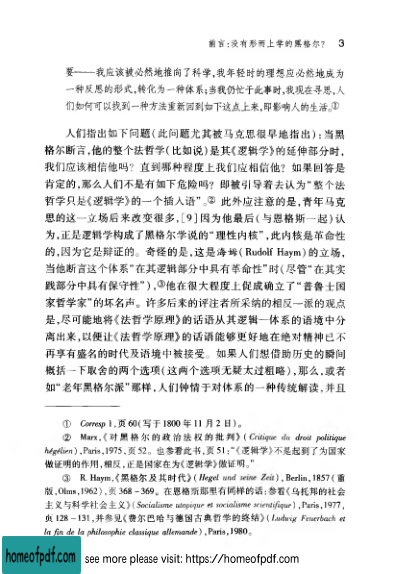 前言:没有形而上学的黑格尔? 3
要——我应该被必然地推向了科学,我年轻时的理想应必然地成为
一种反思的形式,转化为一种体系;当我仍忙于此事时,我现在寻思,人
们如何可以找到一种方法重新回到如下这点上来,即影响人的生活。①
人们指出如下问题(此问题尤其被马克思很早地指出):当黑
格尔断言,他的整个法哲学(比如说)是其《逻辑学》的延伸部分时,
我们应该相信他吗?直到哪种程度上我们应相信他?如果回答是
肯定的,那么人们不是有如下危险吗?即被引导着去认为“整个法
哲学只是《逻辑学》的一个插入语”。② 此外应注意的是,青年马克
思的这一立场后来改变很多,[9]因为他最后(与恩格斯一起)认
为,正是逻辑学构成了黑格尔学说的“理性内核”,此内核是革命性
的,因为它是辩证的。奇怪的是,这是海姆(Rudolf Haym)的立场,
当他断言这个体系“在其逻辑部分中具有革命性”时(尽管“在其实
践部分中具有保守性”),③他在很大程度上促成确立了“普鲁士国
家哲学家”的坏名声。许多后来的评注者所采纳的相反一派的观点
是,尽可能地将《法哲学原理》的话语从其逻辑—体系的语境中分
离出来,以便让《法哲学原理》的话语能够更好地在绝对精神已不
再享有盛名的时代及语境中被接受。如果人们想借助历史的瞬间
概括一下取舍的两个选项(这两个选项无疑太过粗略),那么,或者
如“老年黑格尔派”那样,人们钟情于对体系的一种传统解读,并且
① Corresp I,页 60(写于 1800 年 11 月 2 日)。
② Marx,《对黑格尔的政治法权的批判》(Critique du droit politique
hégélien),Paris,1975,页 52。也参看此书,页 51:“《逻辑学》不是起到了为国家
做证明的作用,相反,正是国家在为《逻辑学》做证明。”
③ R. Haym,《黑格尔及其时代》(Hegel und seine Zeit),Berlin,1857(重
版,Olms,1962),页 368-369。在恩格斯那里有同样的话:参看《乌托邦的社会
主义与科学社会主义》(Socialisme utopique et socialisme scientifique),Paris,1977,
页 128-131,并参见《费尔巴哈与德国古典哲学的终结》(Ludwig Feuerbach et
la fin de la philosophie classique allemande),Paris,1980。
homeofpdf.com see more please visit: https://homeofpdf.com